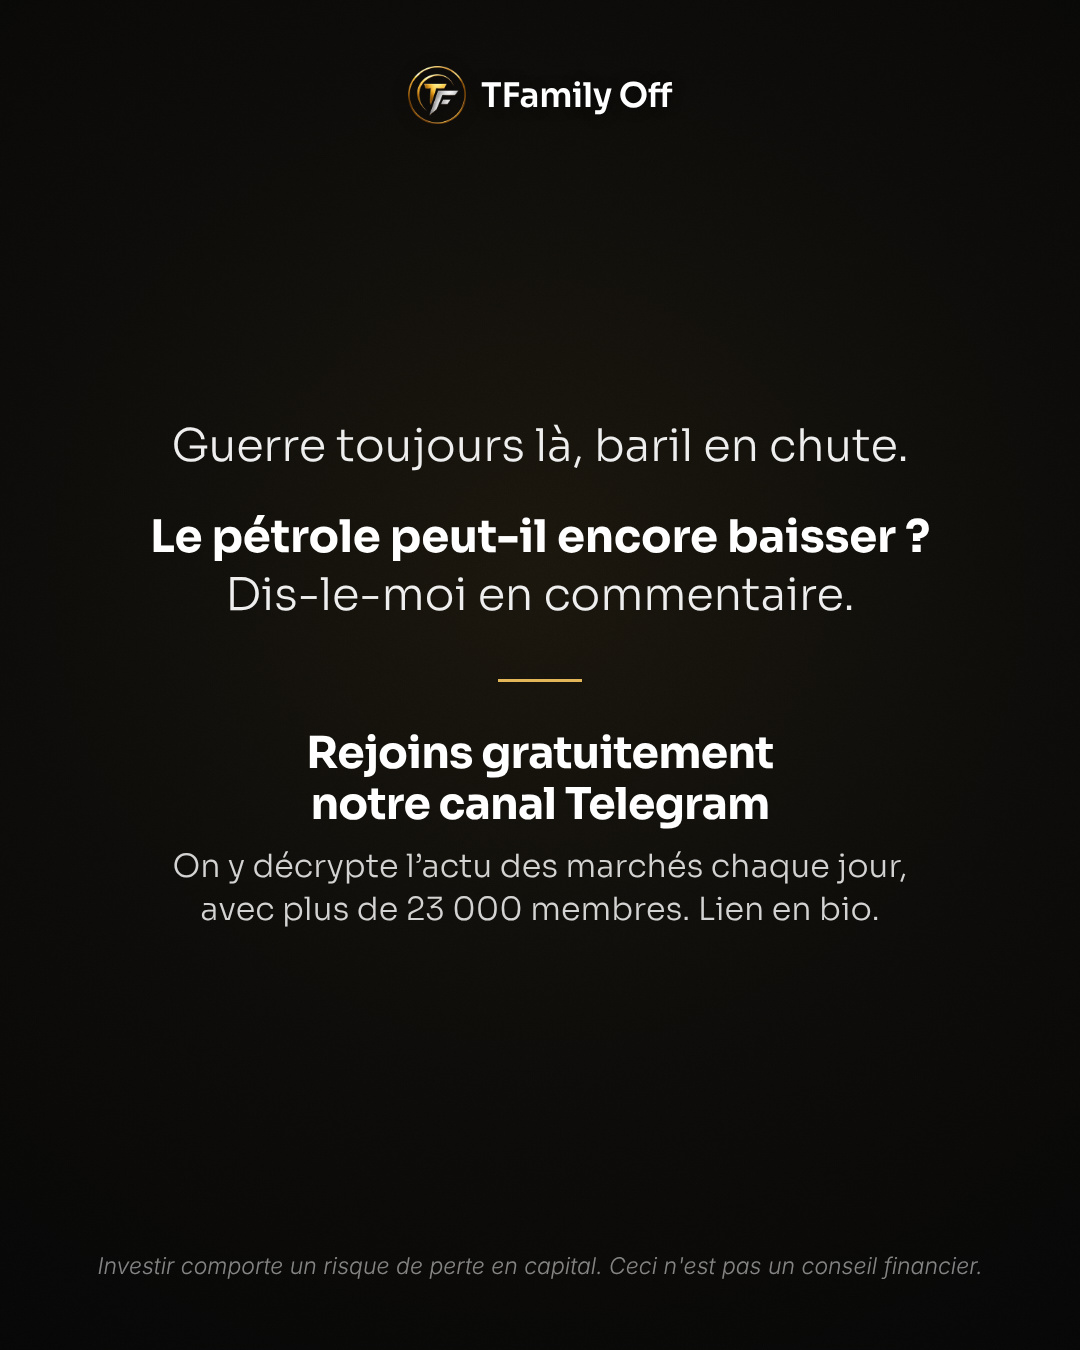 TF TFamily Off
Guerre toujours là, baril en chute.
Le pétrole peut-il encore baisser ?
Dis-le-moi en commentaire.
Rejoins gratuitement
notre canal Telegram
On y décrypte l’actu des marchés chaque jour,
avec plus de 23 000 membres. Lien en bio.
Investir comporte un risque de perte en capital. Ceci n'est pas un conseil financier.